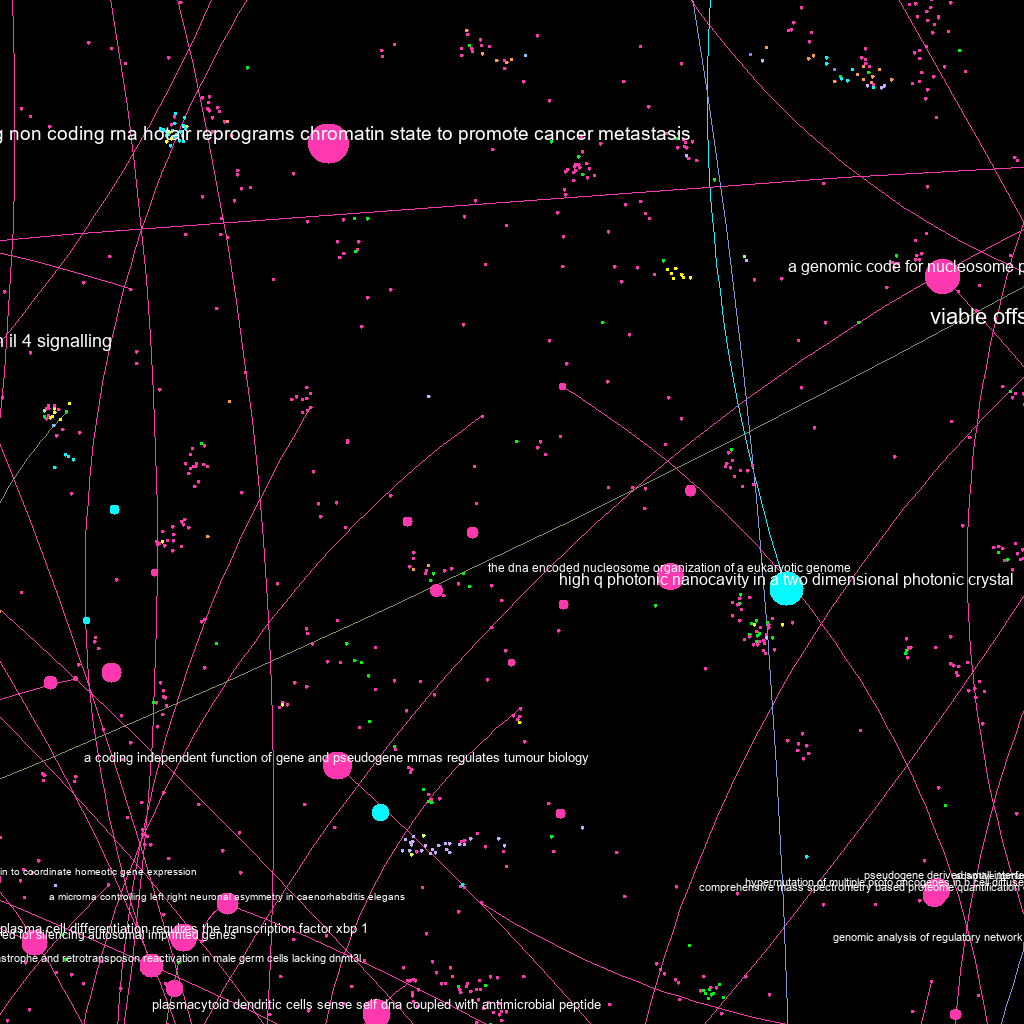 g non coding rna hotair reprograms chromatin state to promote cancer metastasis
a genomic code for nucleosome p
viable offs
n il 4 signalling
the dna encoded nucleosome organization of a eukaryotic genome
high q photonic nanocavity in a two dimensional photonic crystal
a coding independent function of gene and pseudogene mrnas regulates tumour biology
in to coordinate homeotic gene expression
pseudogene derived small interfe
hypermutation of multiple proto oncogenes in b cell diffuse
comprehensive mass spectrometry based proteome quantification
a microrna controlling left right neuronal asymmetry in caenorhabditis elegans
plasma cell differentiation requires the transcription factor xbp 1
ed for silencing autosomal imprinted genes
genomic analysis of regulatory network
astrophe and retrotransposon reactivation in male germ cells lacking dnmt3l
plasmacytoid dendritic cells sense self dna coupled with antimicrobial peptide